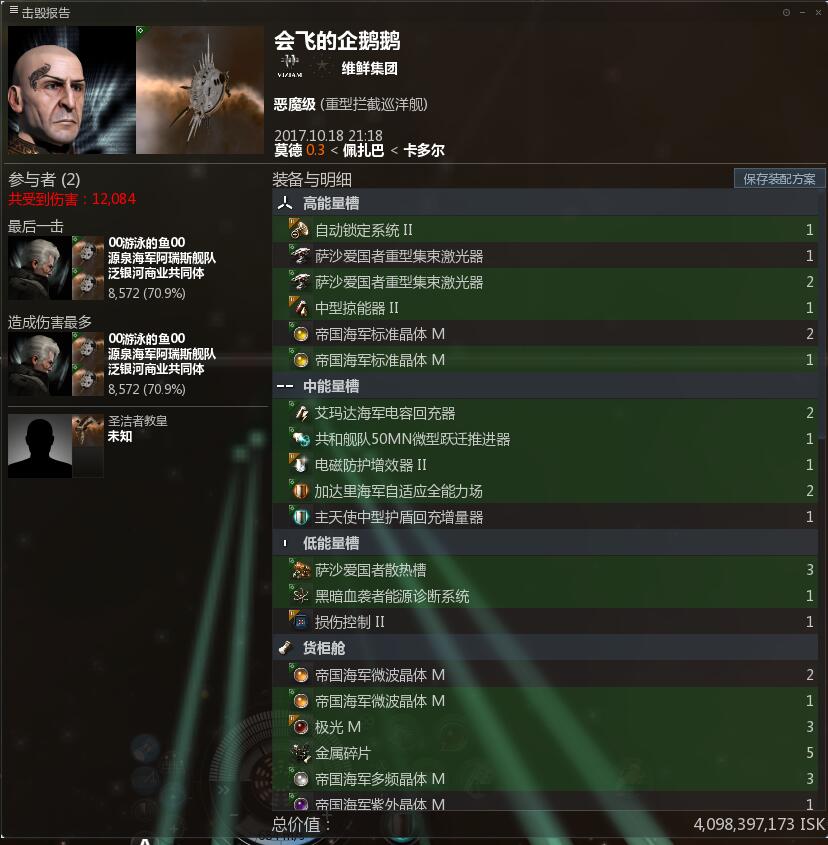 击毁报告
会飞的企鹅鹅
VIZIAM
维鲜集团
恶魔级 (重型拦截巡洋舰)
2017.10.18 21:18
莫德 0.3 < 佩扎巴 < 卡多尔
参与者 (2)
共受到伤害：12,084
最后一击
00游泳的鱼00
源泉海军阿瑞斯舰队
泛银河商业共同体
8,572 (70.9%)
造成伤害最多
00游泳的鱼00
源泉海军阿瑞斯舰队
泛银河商业共同体
8,572 (70.9%)
圣洁者教皇
未知
装备与明细
保存装配方案
高能量槽
自动锁定系统 II 1
萨沙爱国者重型集束激光器 1
萨沙爱国者重型集束激光器 2
中型掠能器 II 1
帝国海军标准晶体 M 2
帝国海军标准晶体 M 1
中能量槽
艾玛达海军电容回充器 2
共和舰队50MN微型跃迁推进器 1
电磁防护增效器 II 1
加达里海军自适应全能力场 2
主天使中型护盾回充增量器 1
低能量槽
萨沙爱国者散热槽 3
黑暗血袭者能源诊断系统 1
损伤控制 II 1
货柜舱
帝国海军微波晶体 M 2
帝国海军微波晶体 M 1
极光 M 3
金属碎片 5
帝国海军多频晶体 M 3
帝国海军紫外晶体 M 1
总价值： 4,098,397,173 ISK